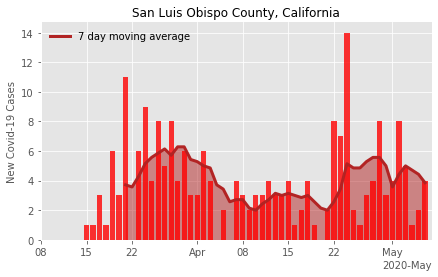 San Luis Obispo County, California
7 day moving average
New Covid-19 Cases
14
12
10
8
6
4
2
0
08 15 22 Apr 08 15 22 May
2020-May